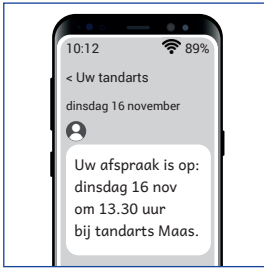 10:12 89%
< Uw tandarts
dinsdag 16 november
Uw afspraak is op:
dinsdag 16 nov
om 13.30 uur
bij tandarts Maas.